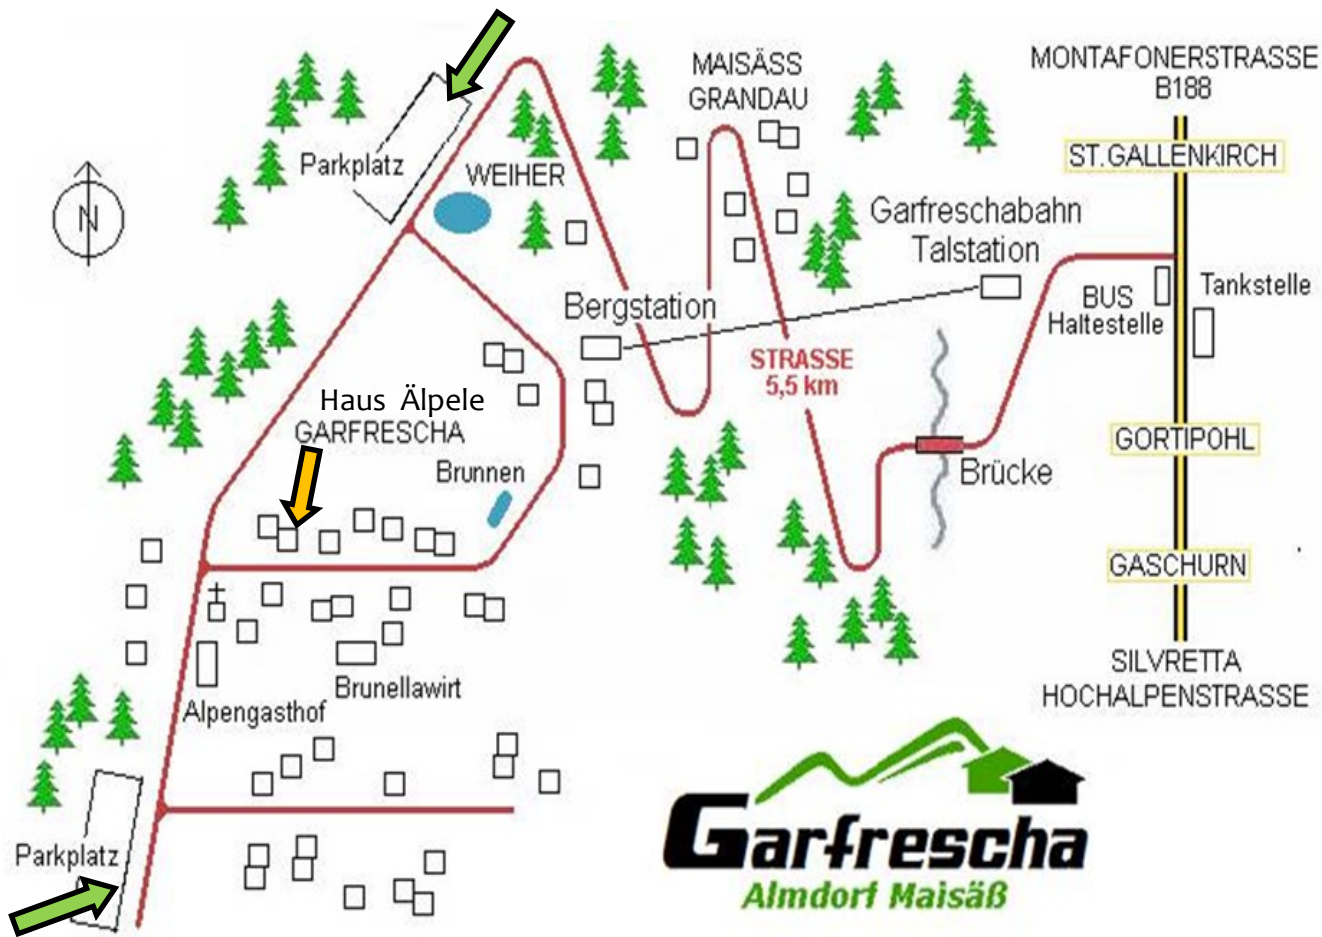 MAISÄSS
GRANDAU
MONTAFONERSTRASSE
B188
ST.GALLENKIRCH
Parkplatz
WEIHER
N
Garfreschabahn
Talstation
Bergstation
BUS
Haltestelle
Tankstelle
STRASSE
5,5 km
Haus Älpele
GARFRESCHA
Brunnen
Brücke
GORTIPOHL
GASCHURN
SILVRETTA
HOCHALPENSTRASSE
Brunellawirt
Alpengasthof
Parkplatz
Garfrescha
Almdorf Maisäß